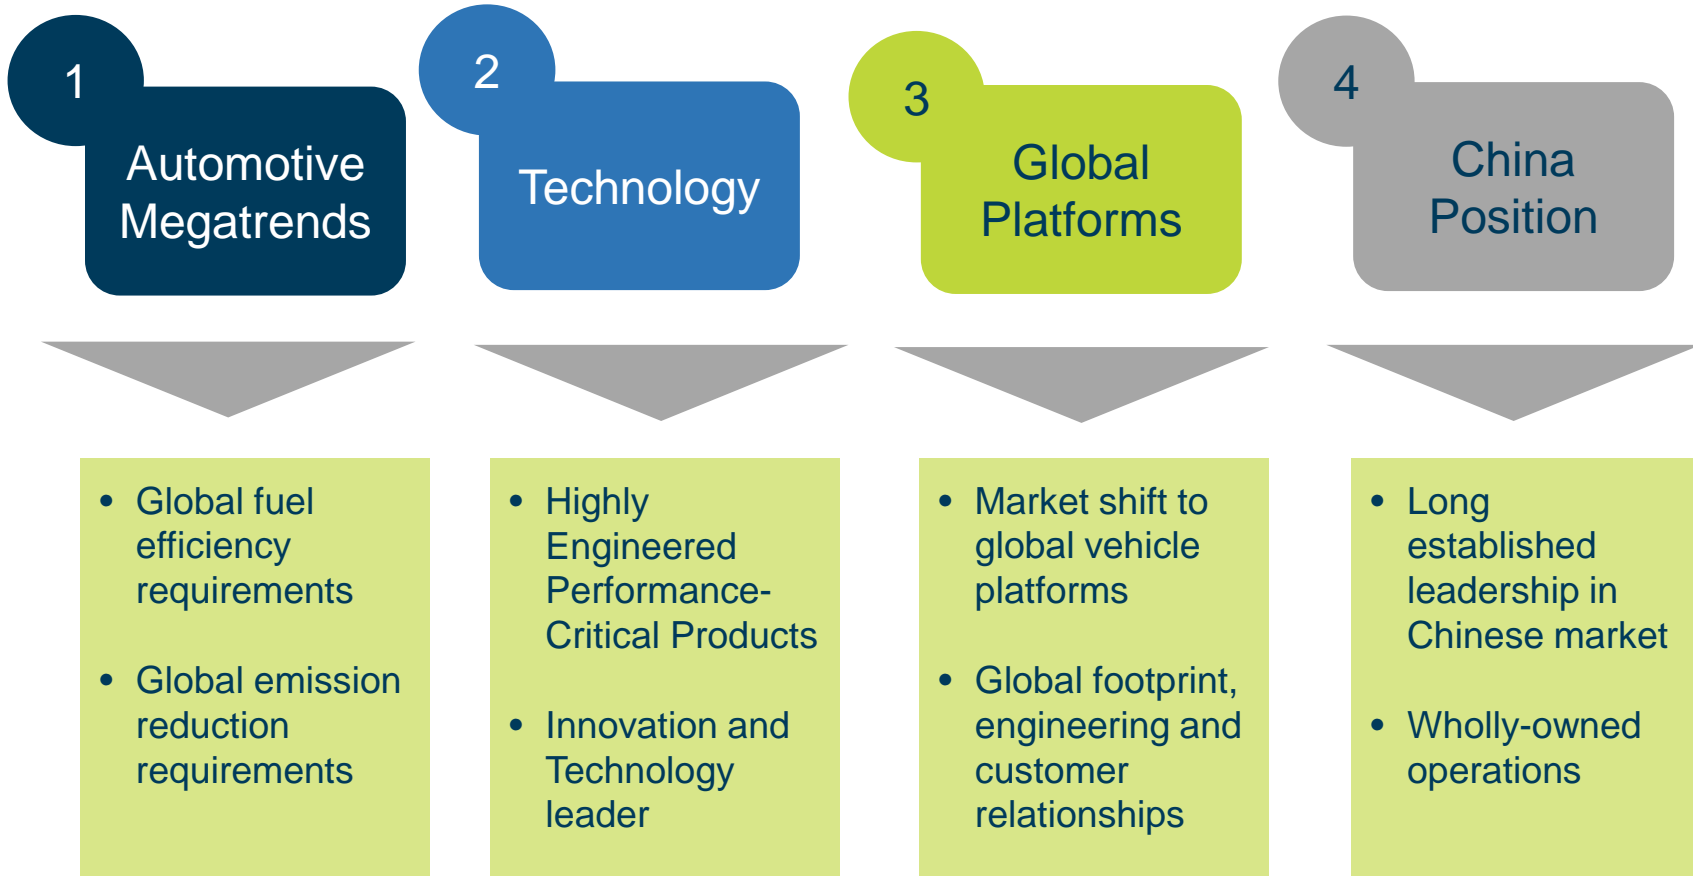 1
Automotive
Megatrends
2
Technology
3
Global
Platforms
4
China
Position
• Global fuel
efficiency
requirements
• Global emission
reduction
requirements
• Highly
Engineered
Performance-
Critical Products
• Innovation and
Technology
leader
• Market shift to
global vehicle
platforms
• Global footprint,
engineering and
customer
relationships
• Long
established
leadership in
Chinese market
• Wholly-owned
operations